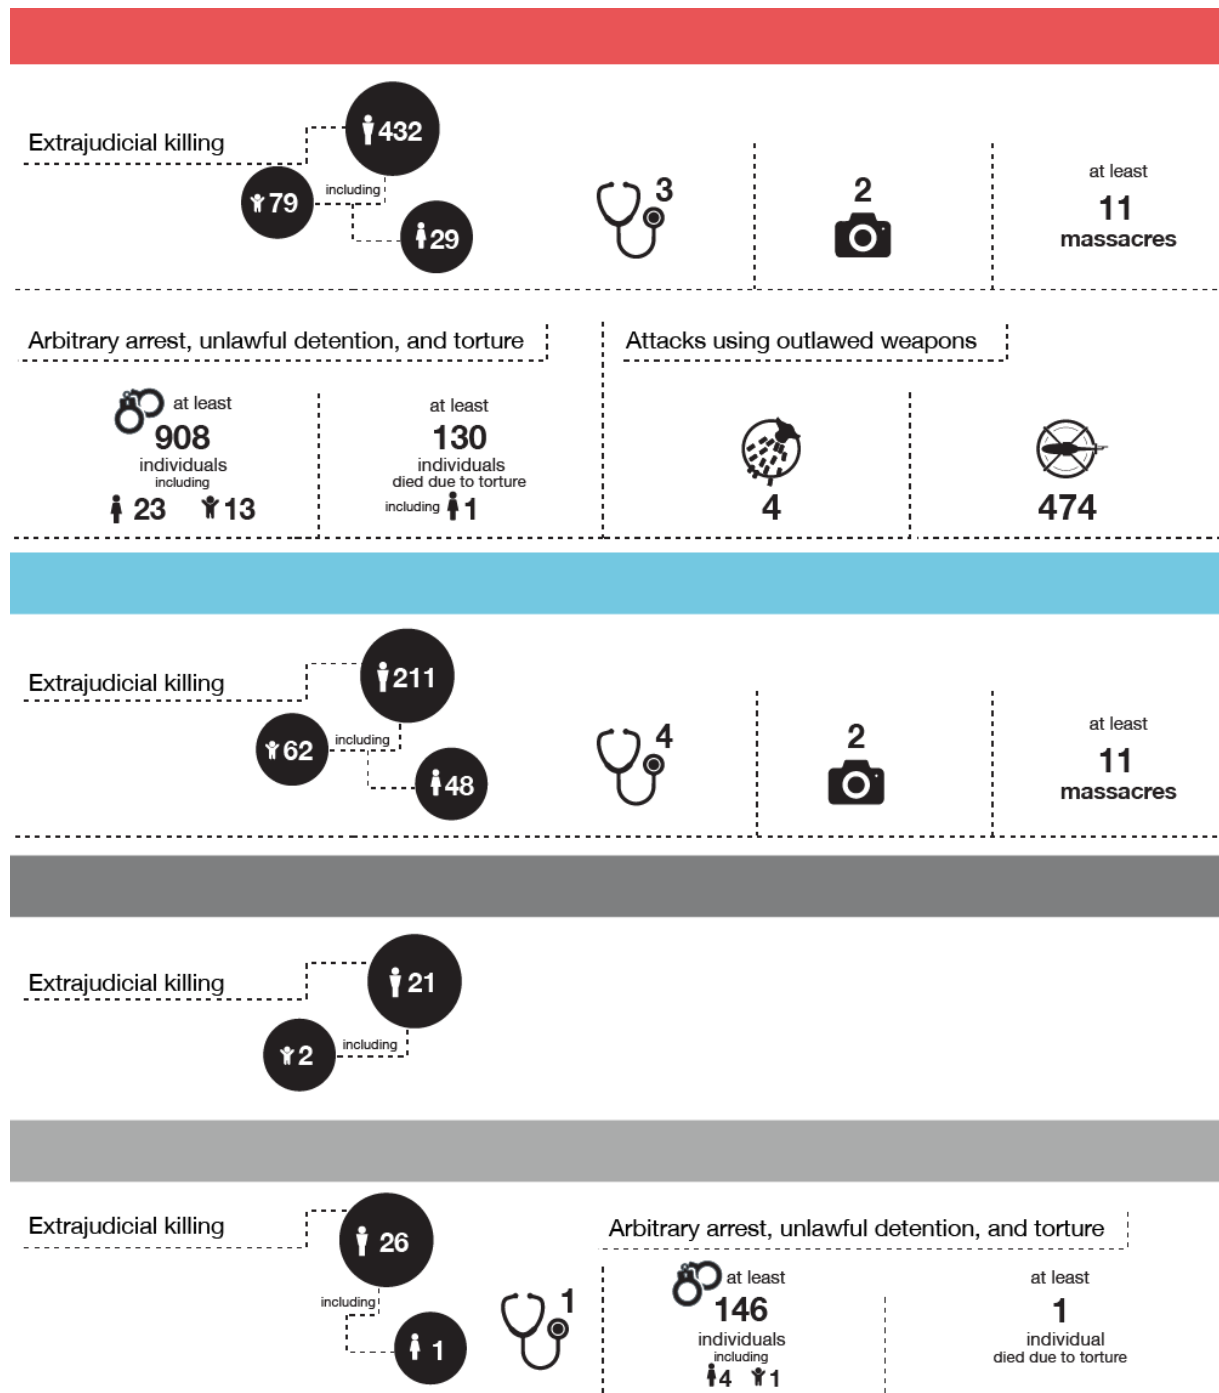 Extrajudicial killing
432
including
79
29
3
2
at least
11
massacres
Arbitrary arrest, unlawful detention, and torture
at least
908
individuals
including
23 13
at least
130
individuals
died due to torture
including 1
Attacks using outlawed weapons
4
474
Extrajudicial killing
211
including
62
48
4
2
at least
11
massacres
Extrajudicial killing
21
including
2
Extrajudicial killing
26
including
1
1
Arbitrary arrest, unlawful detention, and torture
at least
146
individuals
including
4 1
at least
1
individual
died due to torture